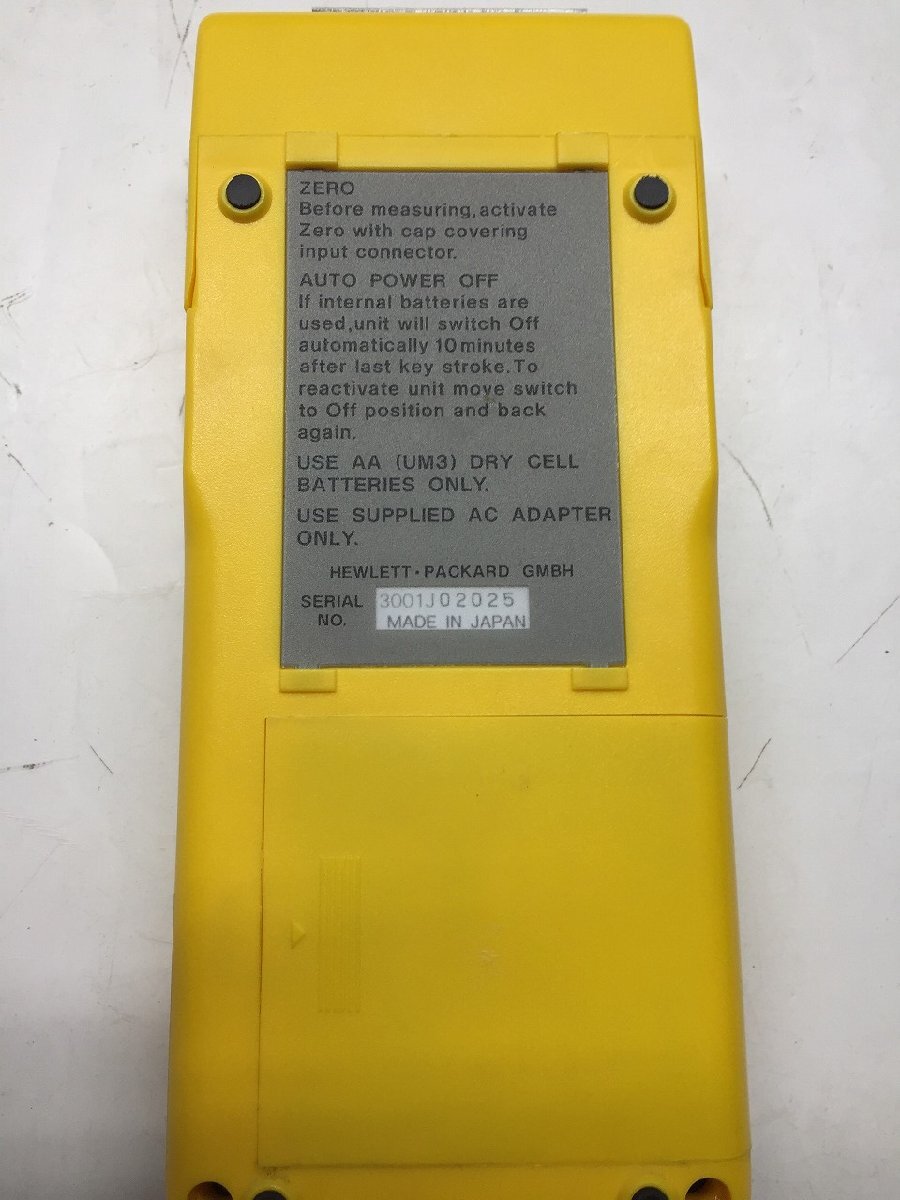 ZERO
Before measuring, activate
Zero with cap covering
input connector.
AUTO POWER OFF
If internal batteries are
used, unit will switch Off
automatically 10 minutes
after last key stroke. To
reactivate unit move switch
to Off position and back
again.
USE AA (UM3) DRY CELL
BATTERIES ONLY.
USE SUPPLIED AC ADAPTER
ONLY.
HEWLETT·PACKARD GMBH
SERIAL NO. 3001J02025
MADE IN JAPAN